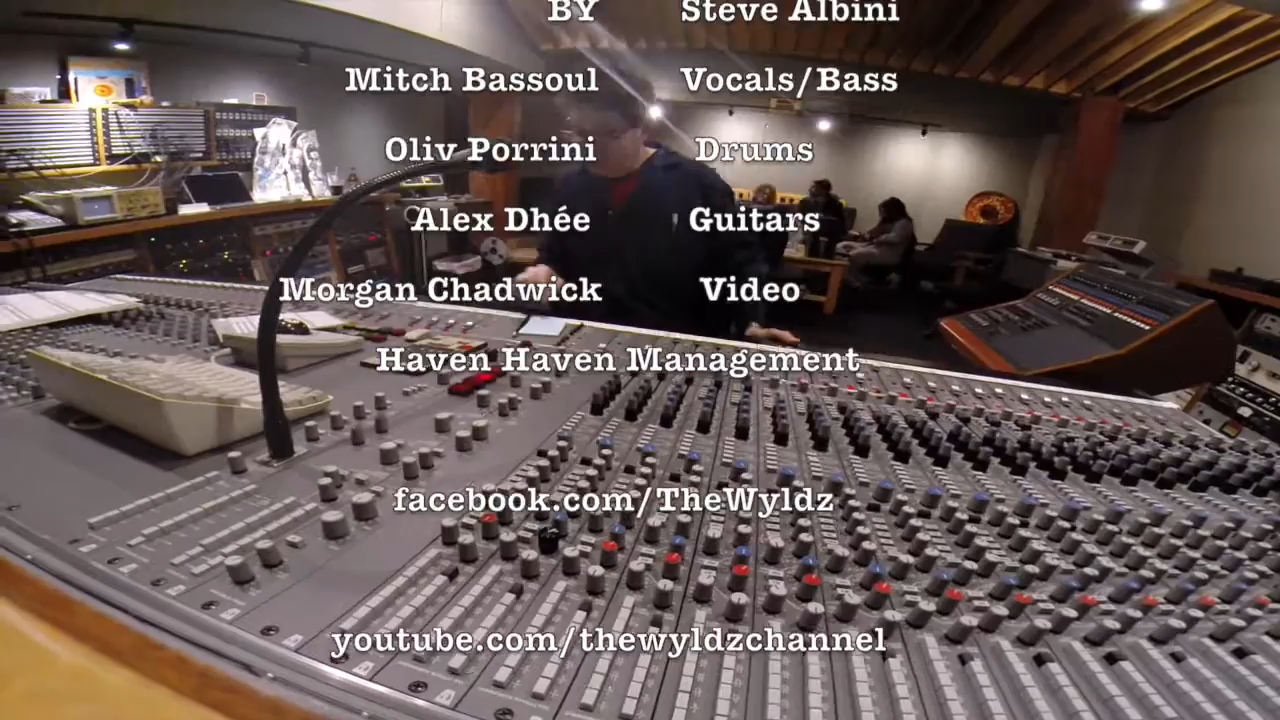 BY Steve Albini
Mitch Bassoul Vocals/Bass
Oliv Porrini Drums
Alex Dhée Guitars
Morgan Chadwick Video
Haven Haven Management
facebook.com/TheWyldz
youtube.com/thewyldzchannel